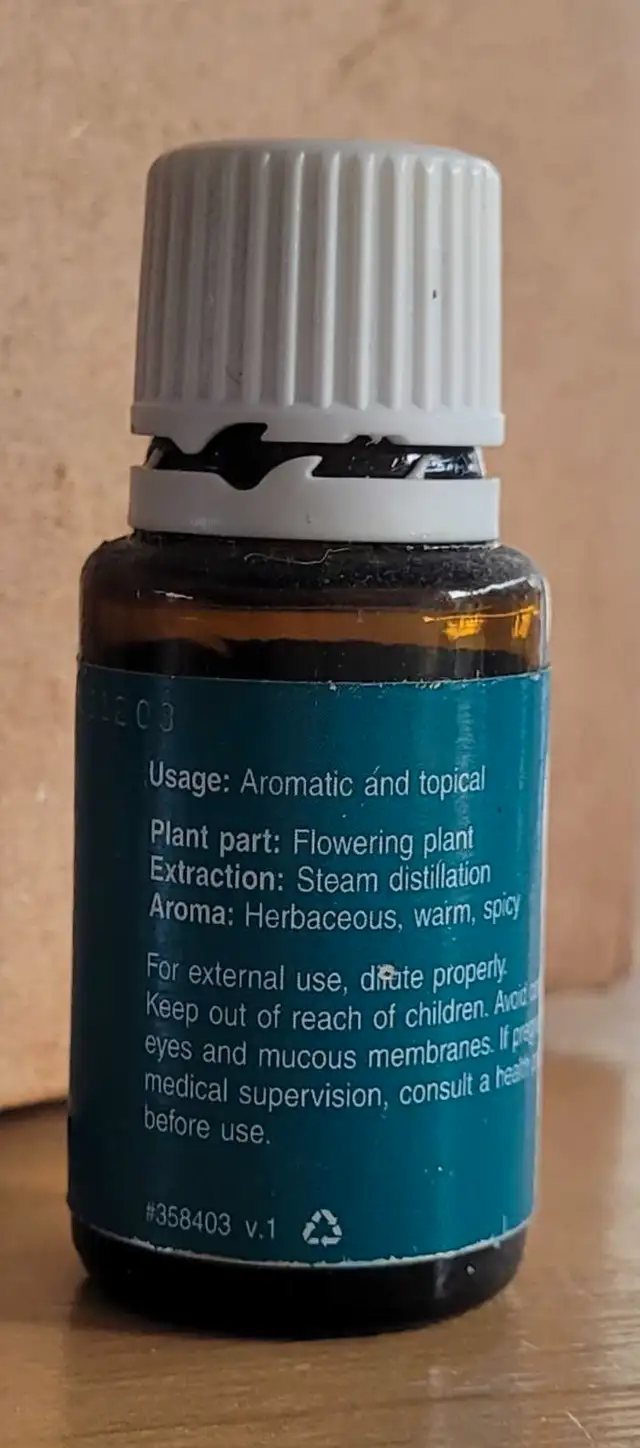 1203
Usage: Aromatic and topical
Plant part: Flowering plant
Extraction: Steam distillation
Aroma: Herbaceous, warm, spicy
For external use, dilute properly.
Keep out of reach of children. Avoid
eyes and mucous membranes. If
medical supervision, consult a health
before use.
#358403 v.1